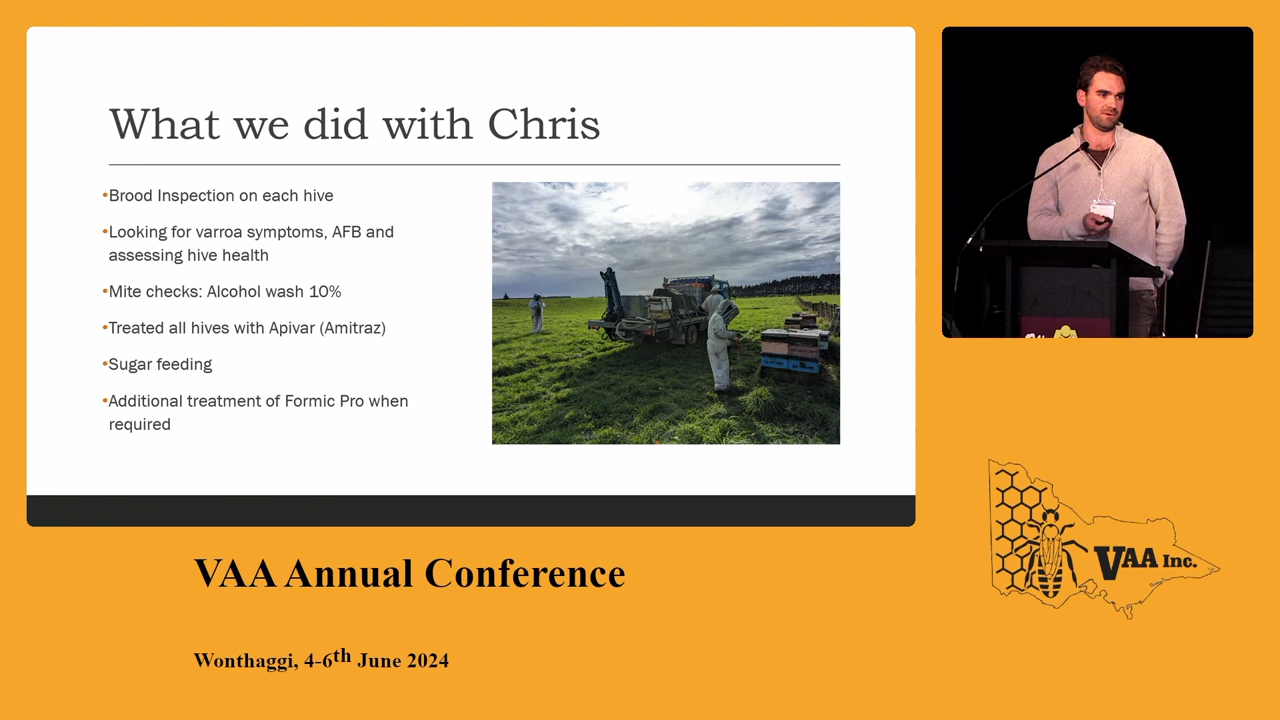 What we did with Chris
•Brood Inspection on each hive
•Looking for varroa symptoms, AFB and
assessing hive health
•Mite checks: Alcohol wash 10%
•Treated all hives with Apivar (Amitraz)
•Sugar feeding
•Additional treatment of Formic Pro when
required
VAA Inc.
VAA Annual Conference
Wonthaggi, 4-6th June 2024